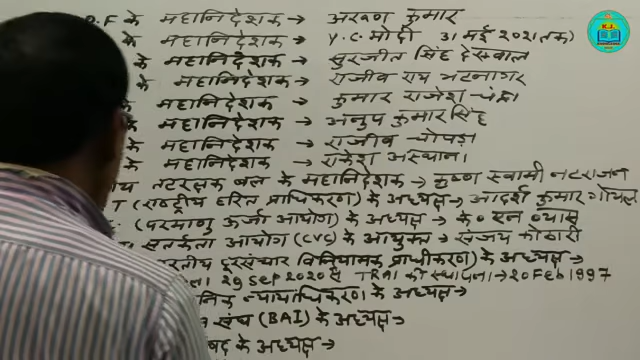 P.F के महानिदेशक → अरुण कुमार
के महानिदेशक → Y.C. मोदी 31 मई 2021 तक)
के महानिदेशक → सुरजीत सिंह देसवाल
के महानिदेशक → राजीव राय भटनागर
के महानिदेशक → कुमार राजेश चंद्रा
के महानिदेशक → अनुप कुमार सिंह
के महानिदेशक → राजीव चोपड़ा
के महानिदेशक → राकेश अस्थाना
तटरक्षक बल के महानिदेशक → कृष्ण स्वामी नटराजन
T (राष्ट्रीय हरित प्राधिकरण) के अध्यक्ष → आदर्श कुमार गोयल
(परमाणु ऊर्जा आयोग) के अध्यक्ष → के० एन व्यास
सतर्कता आयोग (CVC) के आयुक्त → संजय कोठारी
दूरसंचार विनियामक प्राधीकरण) के अध्यक्ष →
29 Sep 2020 से TRAI की स्थापना → 20 Feb 1997
न्यायाधिकरण के अध्यक्ष →
संघ (BAI) के अध्यक्ष →
के अध्यक्ष →